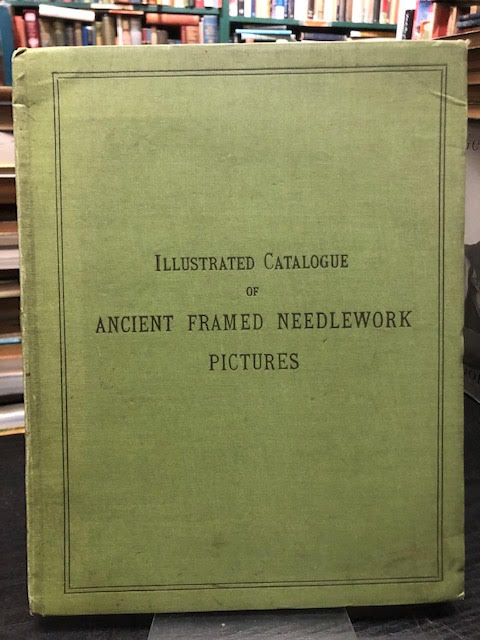 Illustrated Catalogue
of
ANCIENT FRAMED NEEDLEWORK
PICTURES